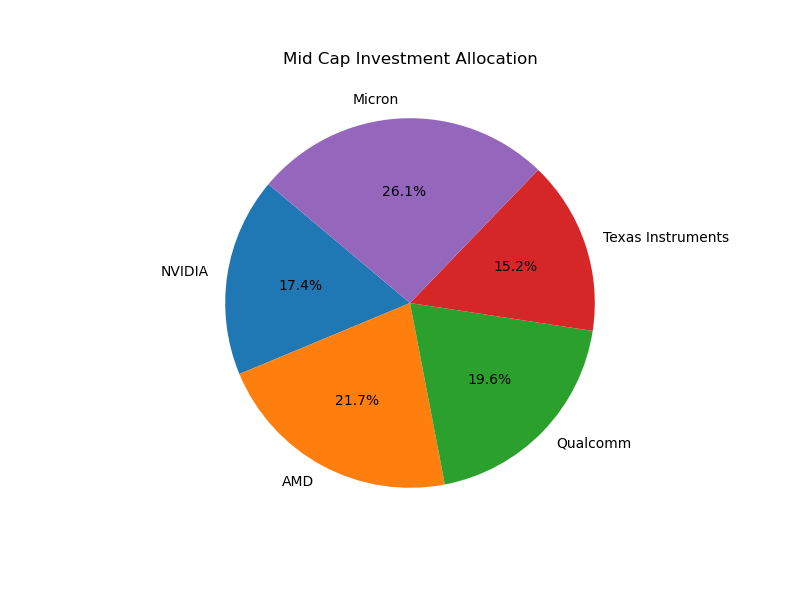 Mid Cap Investment Allocation
Micron
26.1%
Texas Instruments
15.2%
NVIDIA
17.4%
19.6%
21.7%
Qualcomm
AMD